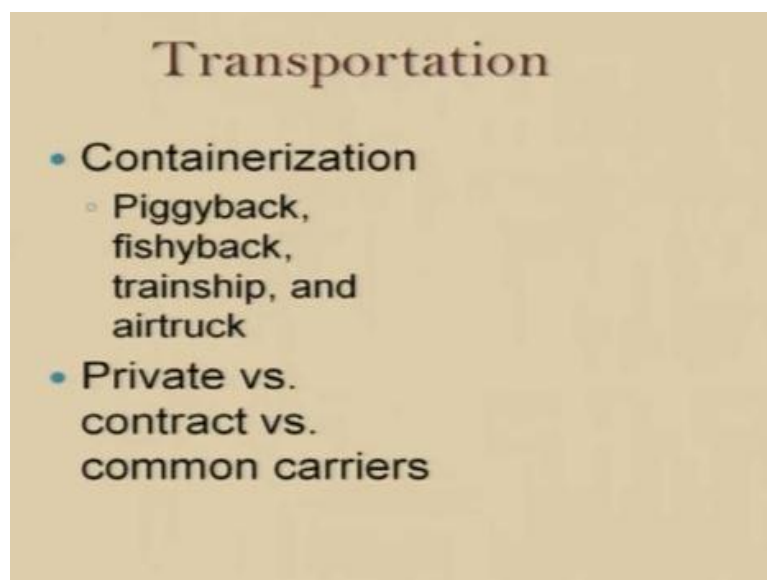 Transportation
Containerization
Piggyback,
fishyback,
trainship, and
airtruck
Private vs.
contract vs.
common carriers